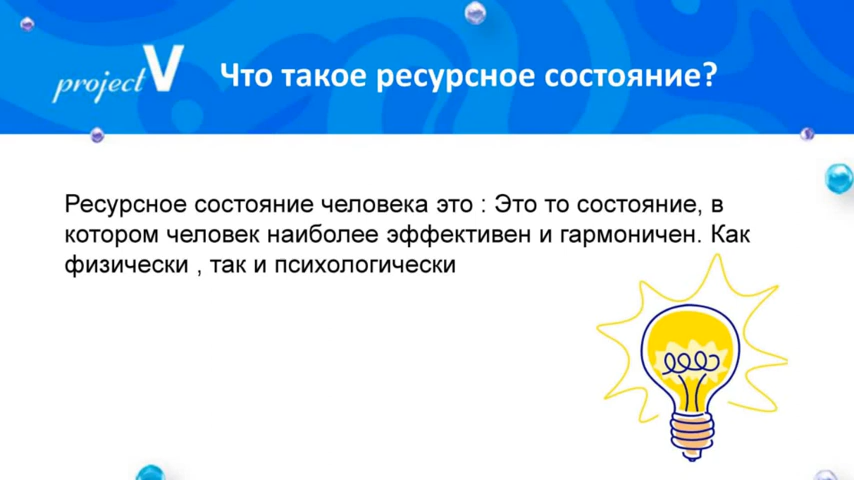 project V
Что такое ресурсное состояние?
Ресурсное состояние человека это : Это то состояние, в
котором человек наиболее эффективен и гармоничен. Как
физически , так и психологически